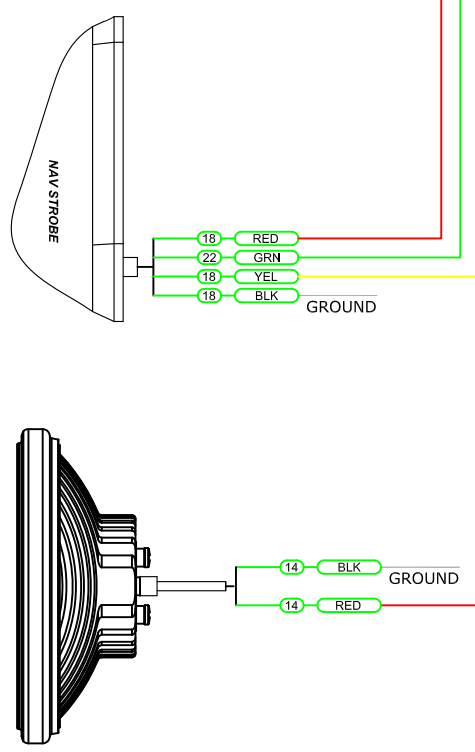 NAV STROBE
18 RED
22 GRN
18 YEL
18 BLK
GROUND
14 BLK
GROUND
14 RED